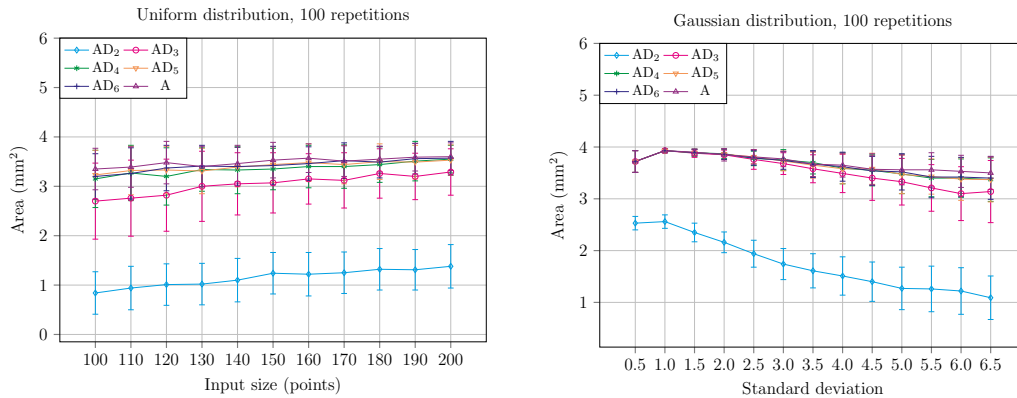 Uniform distribution, 100 repetitions
6
5
4
3
2
1
0
Area (mm²)
AD₂ AD₃
AD₄ AD₅
AD₆ A
100 110 120 130 140 150 160 170 180 190 200
Input size (points)
Gaussian distribution, 100 repetitions
6
5
4
3
2
1
Area (mm²)
AD₂ AD₃
AD₄ AD₅
AD₆ A
0.5 1.0 1.5 2.0 2.5 3.0 3.5 4.0 4.5 5.0 5.5 6.0 6.5
Standard deviation